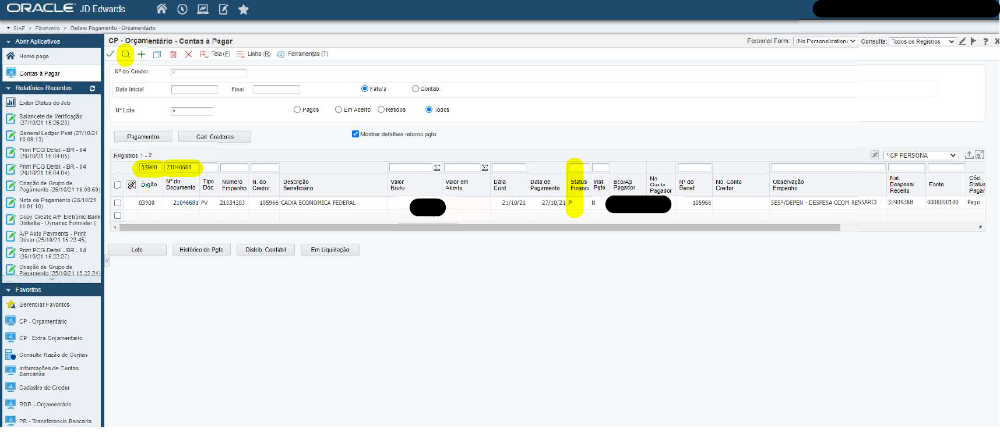 ORACLE JD Edwards
SIAF > Financeiro > Ordem Pagamento - Orçamentário
Abrir Aplicativos
Home page
Contas à Pagar
Relatórios Recentes
Exibir Status do Job
Balancete de Verificação
(27/10/21 15:25:23)
General Ledger Post (27/10/21
10:09:13)
Print PCG Detail - BR - 04
(26/10/21 16:04:05)
Print PCG Detail - BR - 04
(26/10/21 16:04:04)
Criação de Grupo de
Pagamento (26/10/21 16:03:59)
Nota de Pagamento (26/10/21
11:01:10)
Copy Create A/P Eletronic Bank
Diskette - Dynamic Formater (...
A/P Auto Payments - Print
Driver (25/10/21 15:23:45)
Print PCG Detail - BR - 04
(25/10/21 15:22:27)
Criação de Grupo de
Pagamento (25/10/21 15:22:24)
Favoritos
Gerenciar Favoritos
CP - Orçamentário
CP - Extra-Orçamentario
Consulta Razão de Contas
Informações de Contas
Bancárias
Cadastro de Credor
RDR - Orçamentário
PR - Transferencia Bancaria
CP - Orçamentário - Contas à Pagar
Personal Form: (No Personalization) Consulta: Todos os Registros ? X
Tela (F) Linha (R) Ferramentas (T)
Nº do Credor *
Data Inicial Final Fatura Contab.
Nº Lote * Pagos Em Aberto Retidos Todos
Pagamentos Cad. Credores Mostrar detalhes retorno pgto
Registros 1 - 2 * CP PERSONA
03900 21046681 Σ Σ
Órgão Nº do Documento Tipo Doc. Número Empenho N. do Credor Descrição Beneficiário Valor Bruto Valor em Aberto Data Cont. Data de Pagamento Status Finance Inst. Pgto Bco/Ag Pagador No Conta Pagador Nº do Benef. No. Conta Credor Observação Empenho Nat. Despesa/ Receita Fonte Cód. Status Pagam
03900 21046681 PV 21034303 105966 CAIXA ECONOMICA FEDERAL 21/10/21 27/10/21 P N 105966 SESP/DEPEN - DESPESA CCOM RESSARCI... 33909308 0000000100 Pago
Lote Histórico de Pgto Distrib. Contábil Em Liquidação